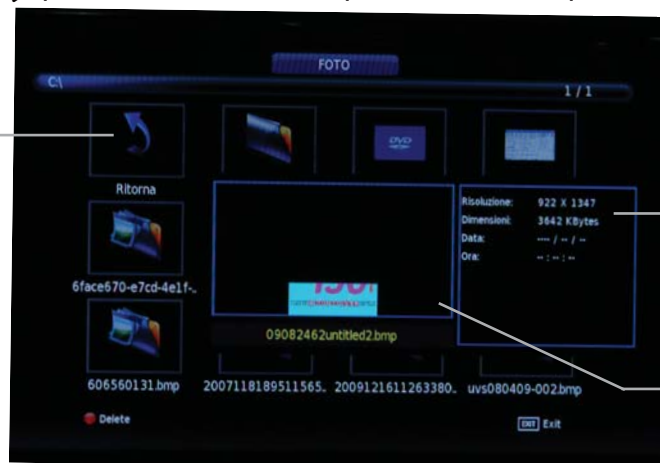 FOTO
C:\
1 / 1
DVD
Ritorna
Risoluzione: 922 X 1347
Dimensioni: 3642 KBytes
Data: ---- / -- / --
Ora: -- : -- : --
6face670-e7cd-4e1f-..
09082462untitled2.bmp
606560131.bmp
2007118189511565..
2009121611263380..
uvs080409-002.bmp
Delete
EXIT Exit